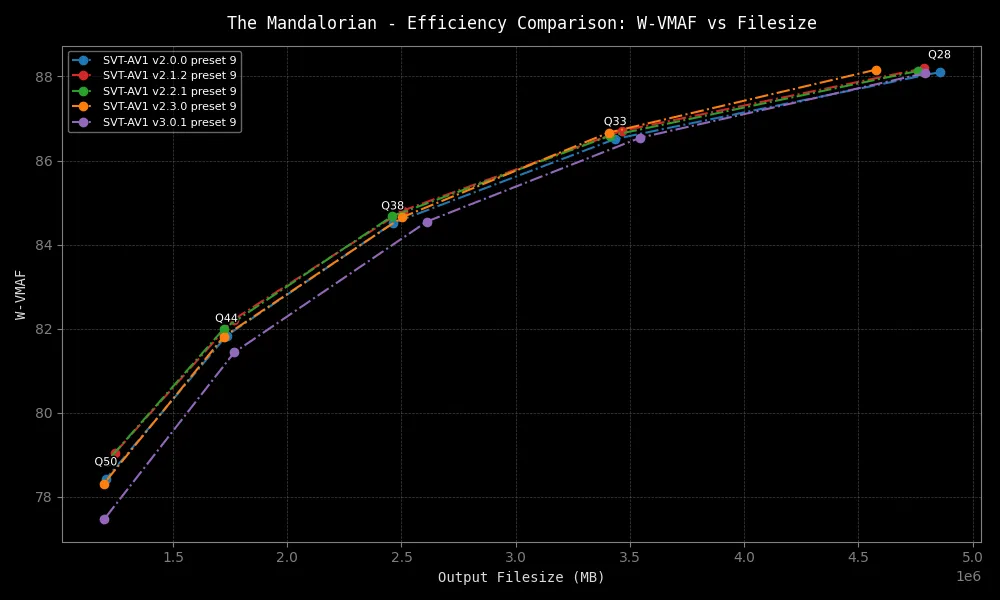 The Mandalorian - Efficiency Comparison: W-VMAF vs Filesize
SVT-AV1 v2.0.0 preset 9
SVT-AV1 v2.1.2 preset 9
SVT-AV1 v2.2.1 preset 9
SVT-AV1 v2.3.0 preset 9
SVT-AV1 v3.0.1 preset 9
Q28
Q33
Q38
Q44
Q50
W-VMAF
88
86
84
82
80
78
1.5 2.0 2.5 3.0 3.5 4.0 4.5 5.0
1e6
Output Filesize (MB)